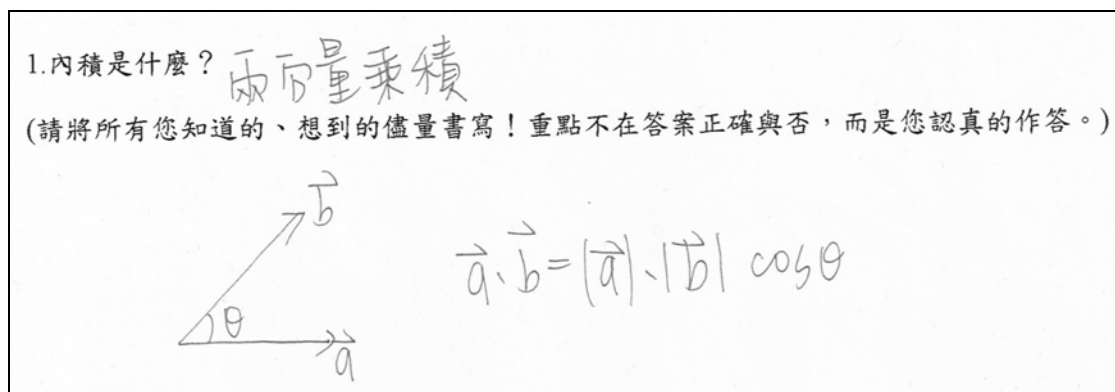 1.內積是什麼？兩向量乘積
(請將所有您知道的、想到的儘量書寫！重點不在答案正確與否，而是您認真的作答。)
b⃗
θ
a⃗
a⃗·b⃗=|a⃗|·|b⃗| cosθ